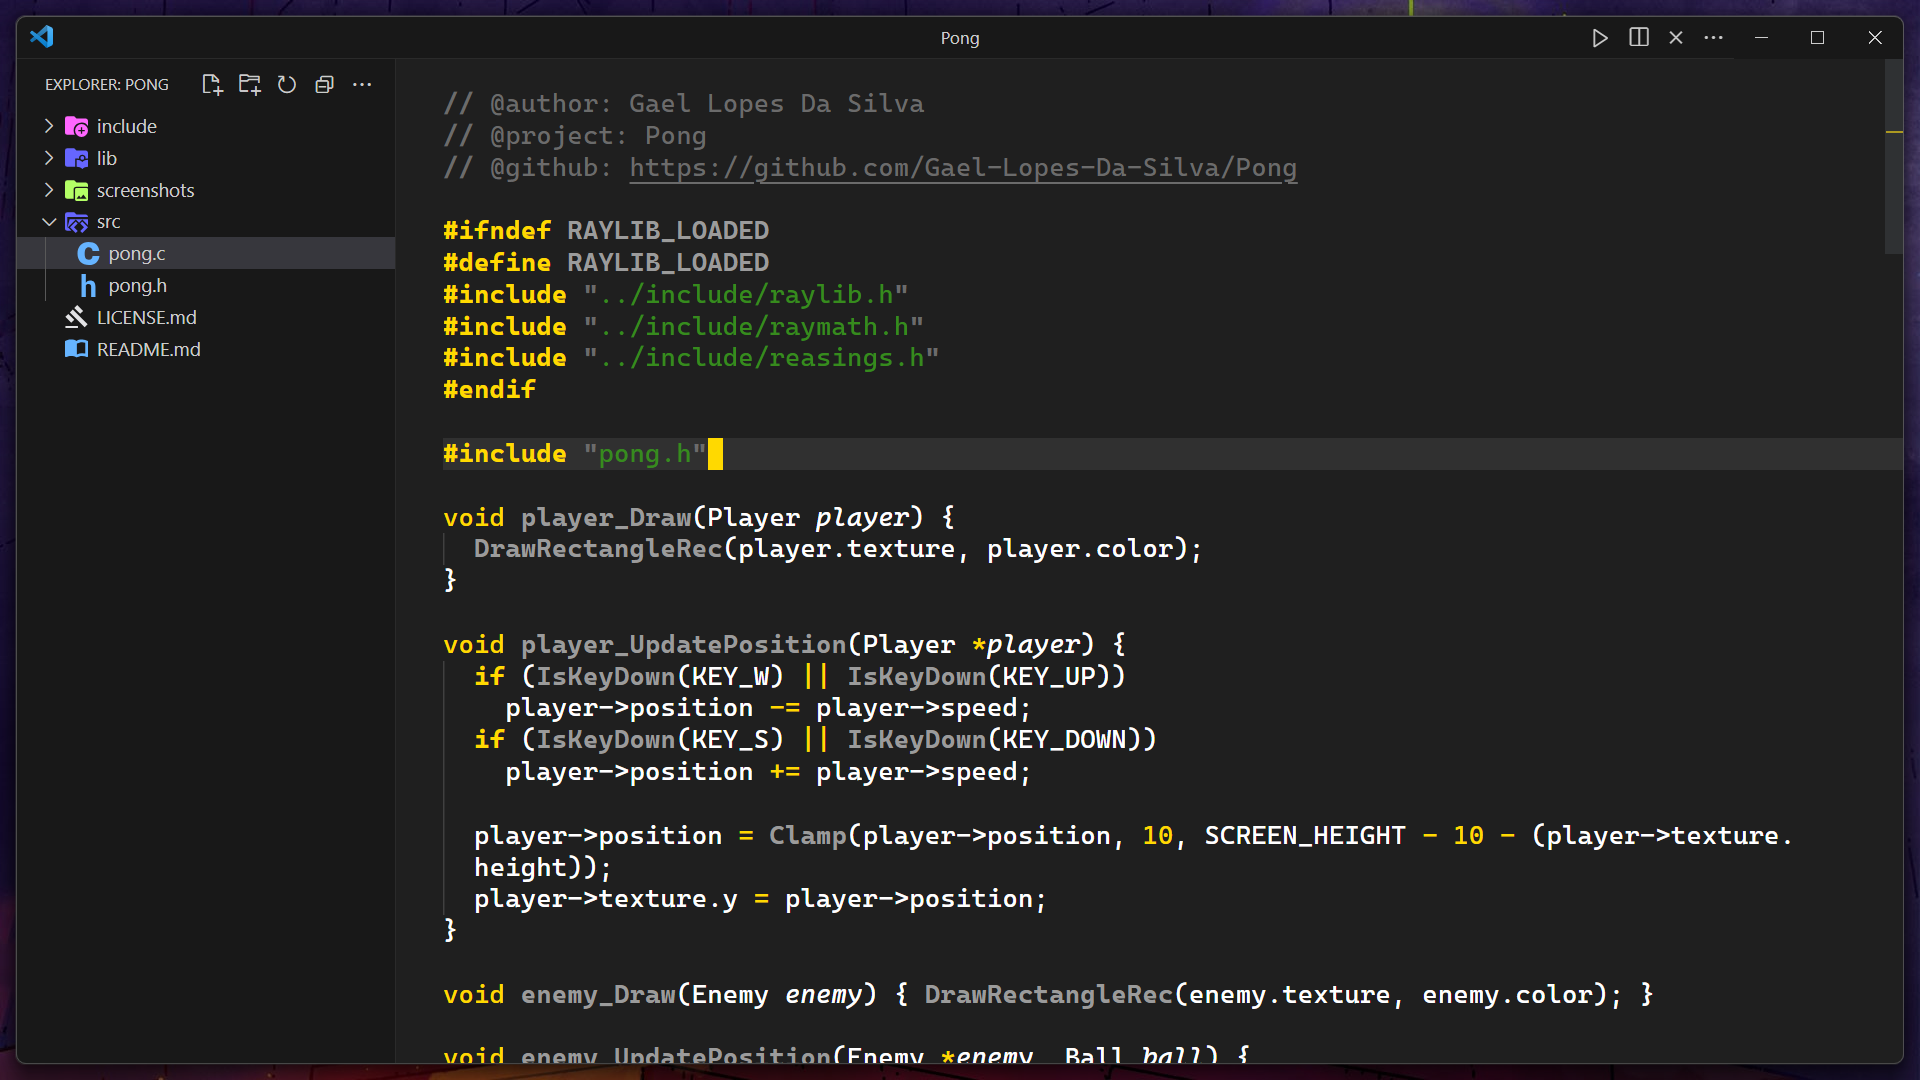 Pong
EXPLORER: PONG
include
lib
screenshots
src
C pong.c
h pong.h
LICENSE.md
README.md
// @author: Gael Lopes Da Silva
// @project: Pong
// @github: https://github.com/Gael-Lopes-Da-Silva/Pong
#ifndef RAYLIB_LOADED
#define RAYLIB_LOADED
#include "../include/raylib.h"
#include "../include/raymath.h"
#include "../include/reasings.h"
#endif
#include "pong.h"
void player_Draw(Player player) {
DrawRectangleRec(player.texture, player.color);
}
void player_UpdatePosition(Player *player) {
if (IsKeyDown(KEY_W) || IsKeyDown(KEY_UP))
player->position -= player->speed;
if (IsKeyDown(KEY_S) || IsKeyDown(KEY_DOWN))
player->position += player->speed;
player->position = Clamp(player->position, 10, SCREEN_HEIGHT - 10 - (player->texture.
height));
player->texture.y = player->position;
}
void enemy_Draw(Enemy enemy) { DrawRectangleRec(enemy.texture, enemy.color); }
void enemy_UpdatePosition(Enemy *enemy, Ball ball) {